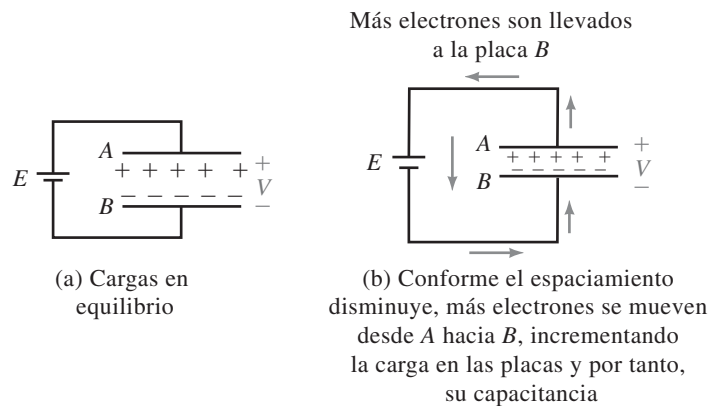 Más electrones son llevados
a la placa B
A
+ + + + +
+
E
V
B
− − − − − −
−
(a) Cargas en
equilibrio
A
+ + + + +
+
E
V
B
− − − − − −
−
(b) Conforme el espaciamiento
disminuye, más electrones se mueven
desde A hacia B, incrementando
la carga en las placas y por tanto,
su capacitancia